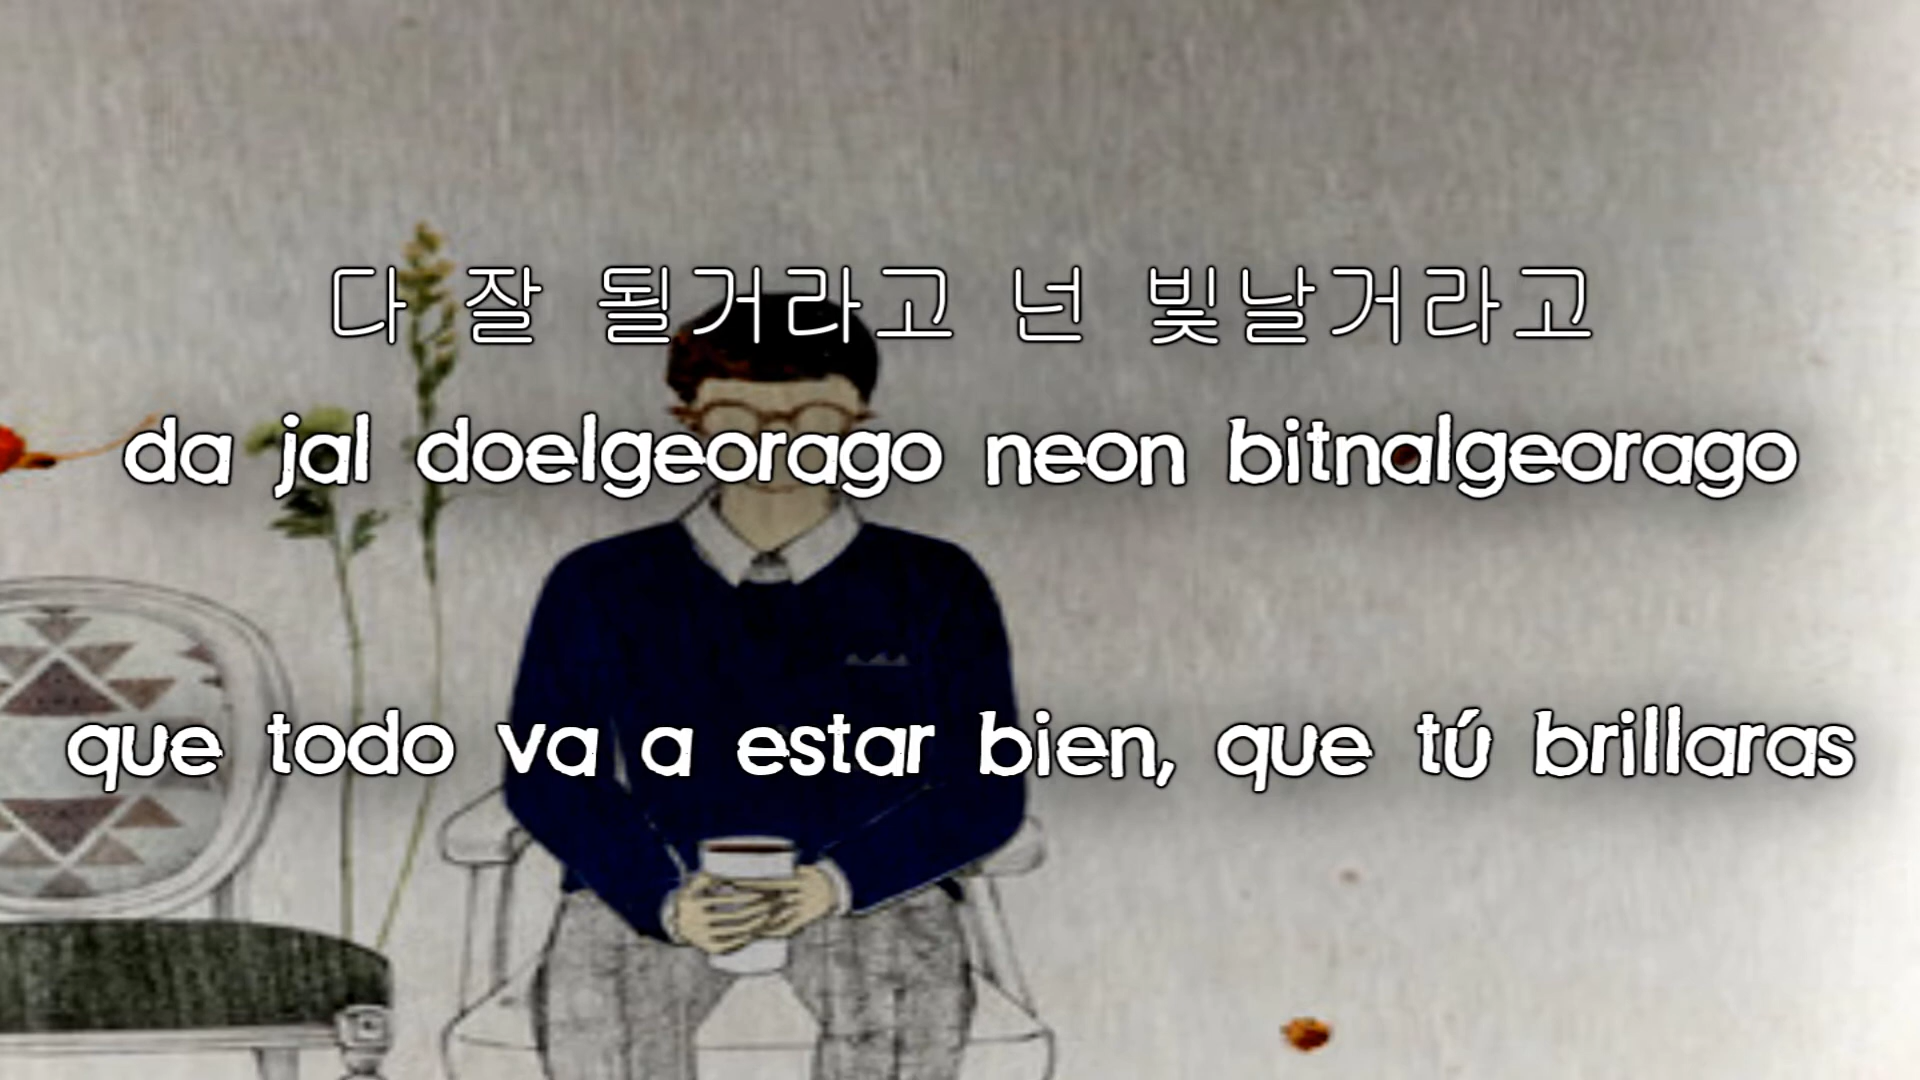 다 잘 될거라고 넌 빛날거라고
da jal doelgeorago neon bitnalgeorago
que todo va a estar bien, que tú brillaras